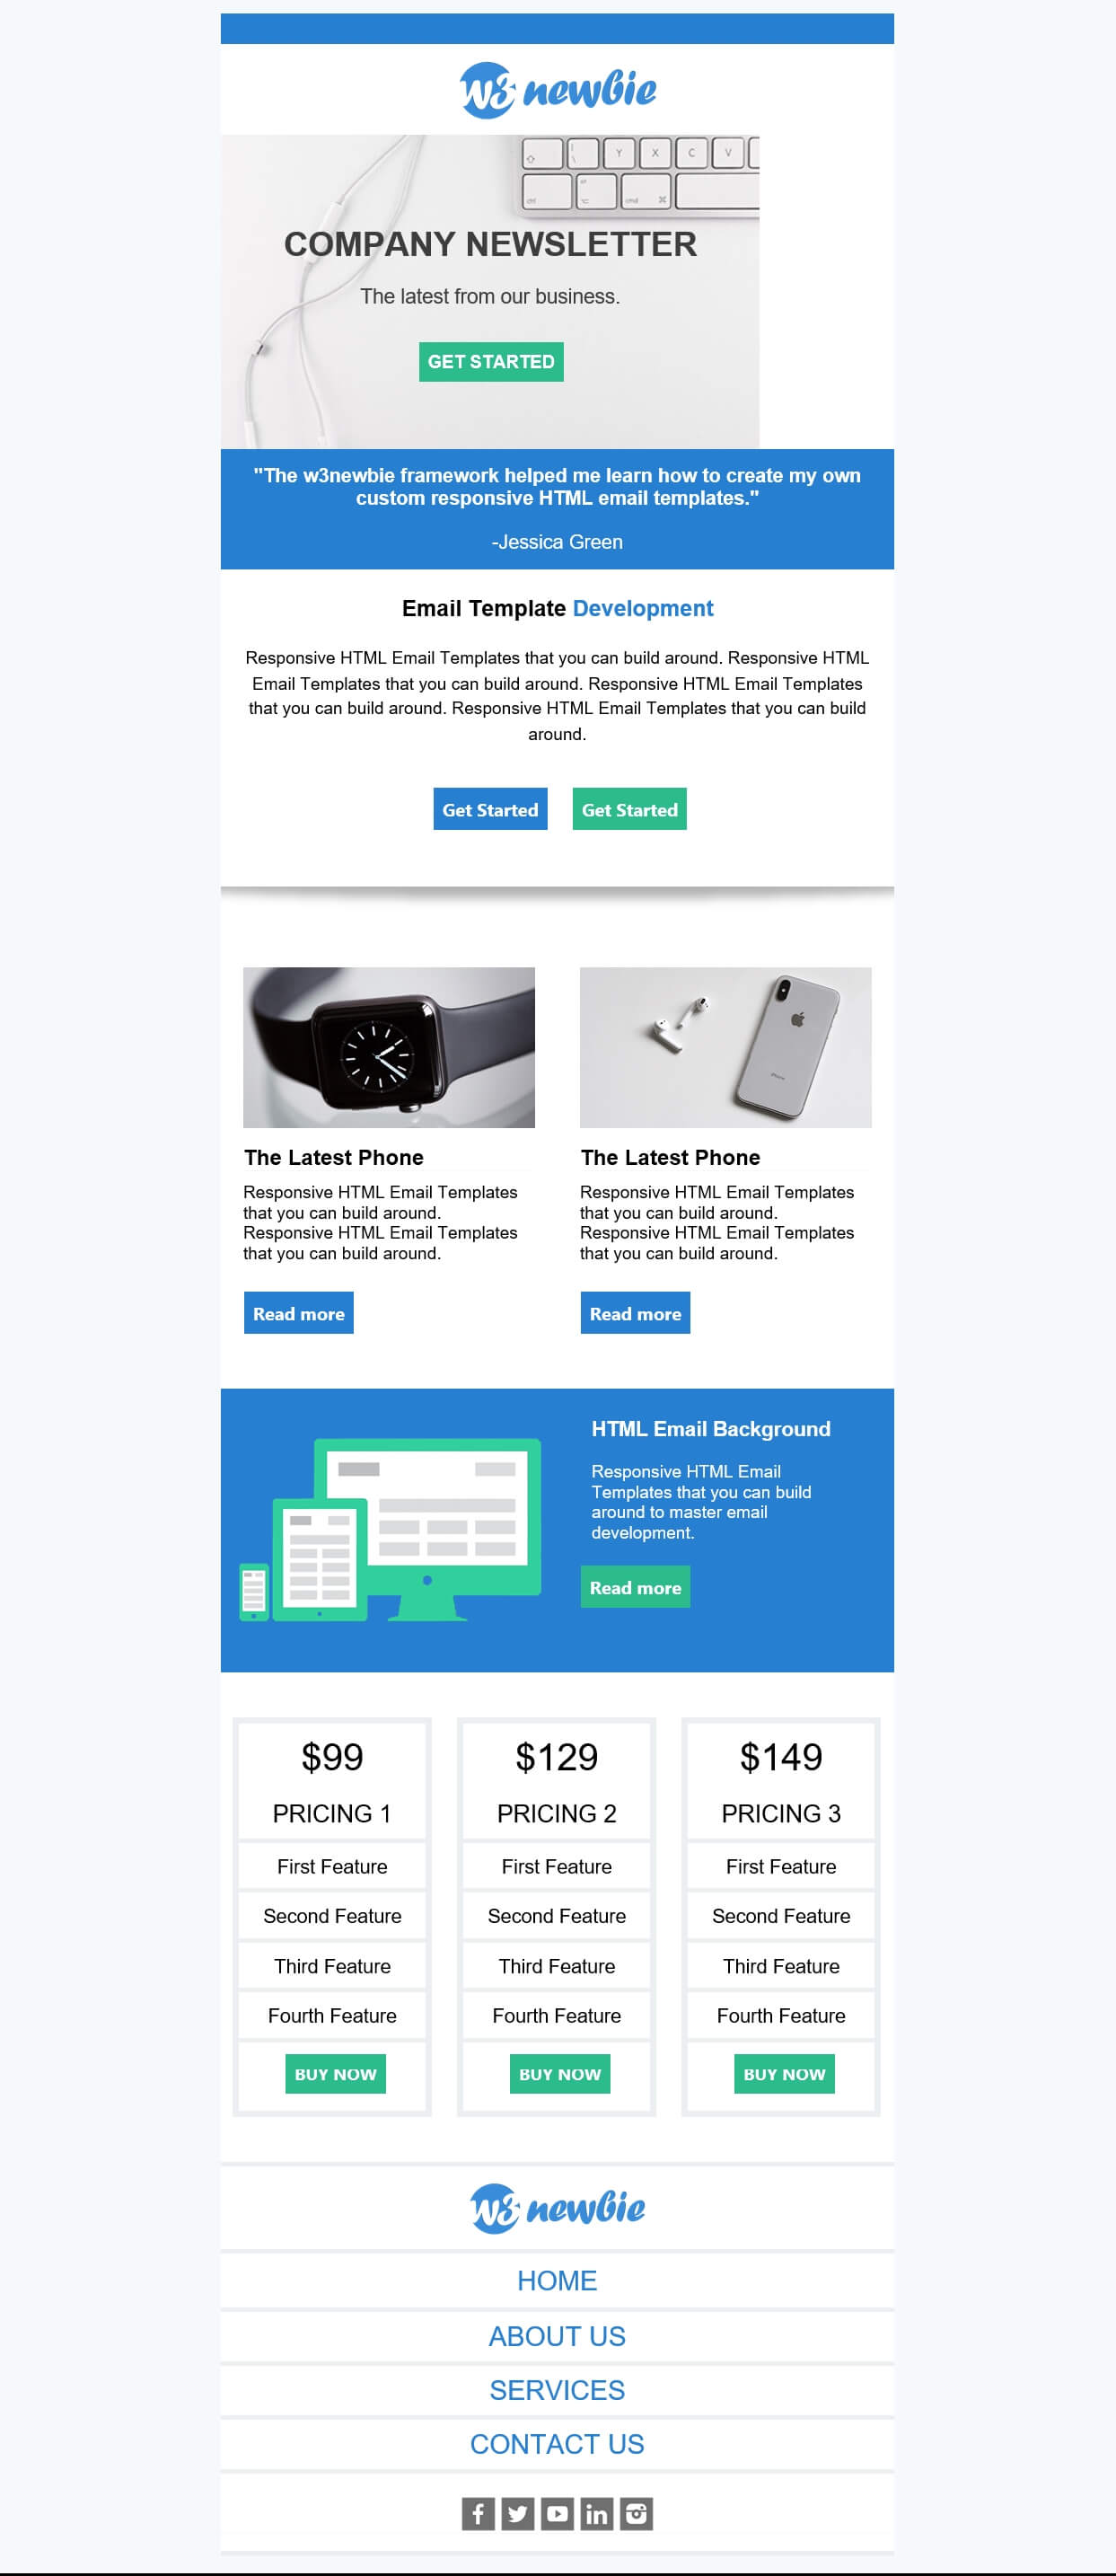 w3 newbie
Y X C V
ctrl cmd
COMPANY NEWSLETTER
The latest from our business.
GET STARTED
"The w3newbie framework helped me learn how to create my own
custom responsive HTML email templates."
-Jessica Green
Email Template Development
Responsive HTML Email Templates that you can build around. Responsive HTML
Email Templates that you can build around. Responsive HTML Email Templates
that you can build around. Responsive HTML Email Templates that you can build
around.
Get Started Get Started
iPhone
The Latest Phone
Responsive HTML Email Templates
that you can build around.
Responsive HTML Email Templates
that you can build around.
Read more
The Latest Phone
Responsive HTML Email Templates
that you can build around.
Responsive HTML Email Templates
that you can build around.
Read more
HTML Email Background
Responsive HTML Email
Templates that you can build
around to master email
development.
Read more
$99
PRICING 1
First Feature
Second Feature
Third Feature
Fourth Feature
BUY NOW
$129
PRICING 2
First Feature
Second Feature
Third Feature
Fourth Feature
BUY NOW
$149
PRICING 3
First Feature
Second Feature
Third Feature
Fourth Feature
BUY NOW
w3 newbie
HOME
ABOUT US
SERVICES
CONTACT US